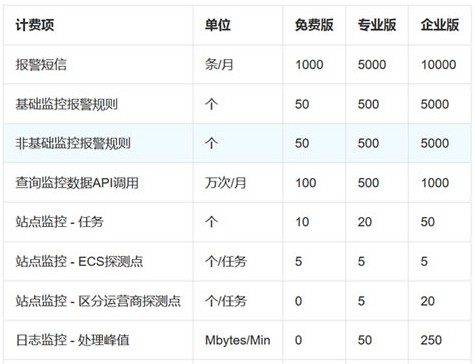 计费项 单位 免费版 专业版 企业版
报警短信 条/月 1000 5000 10000
基础监控报警规则 个 50 500 5000
非基础监控报警规则 个 50 500 5000
查询监控数据API调用 万次/月 100 500 1000
站点监控 - 任务 个 10 20 50
站点监控 - ECS探测点 个/任务 5 5 5
站点监控 - 区分运营商探测点 个/任务 0 5 20
日志监控 - 处理峰值 Mbytes/Min 0 50 250